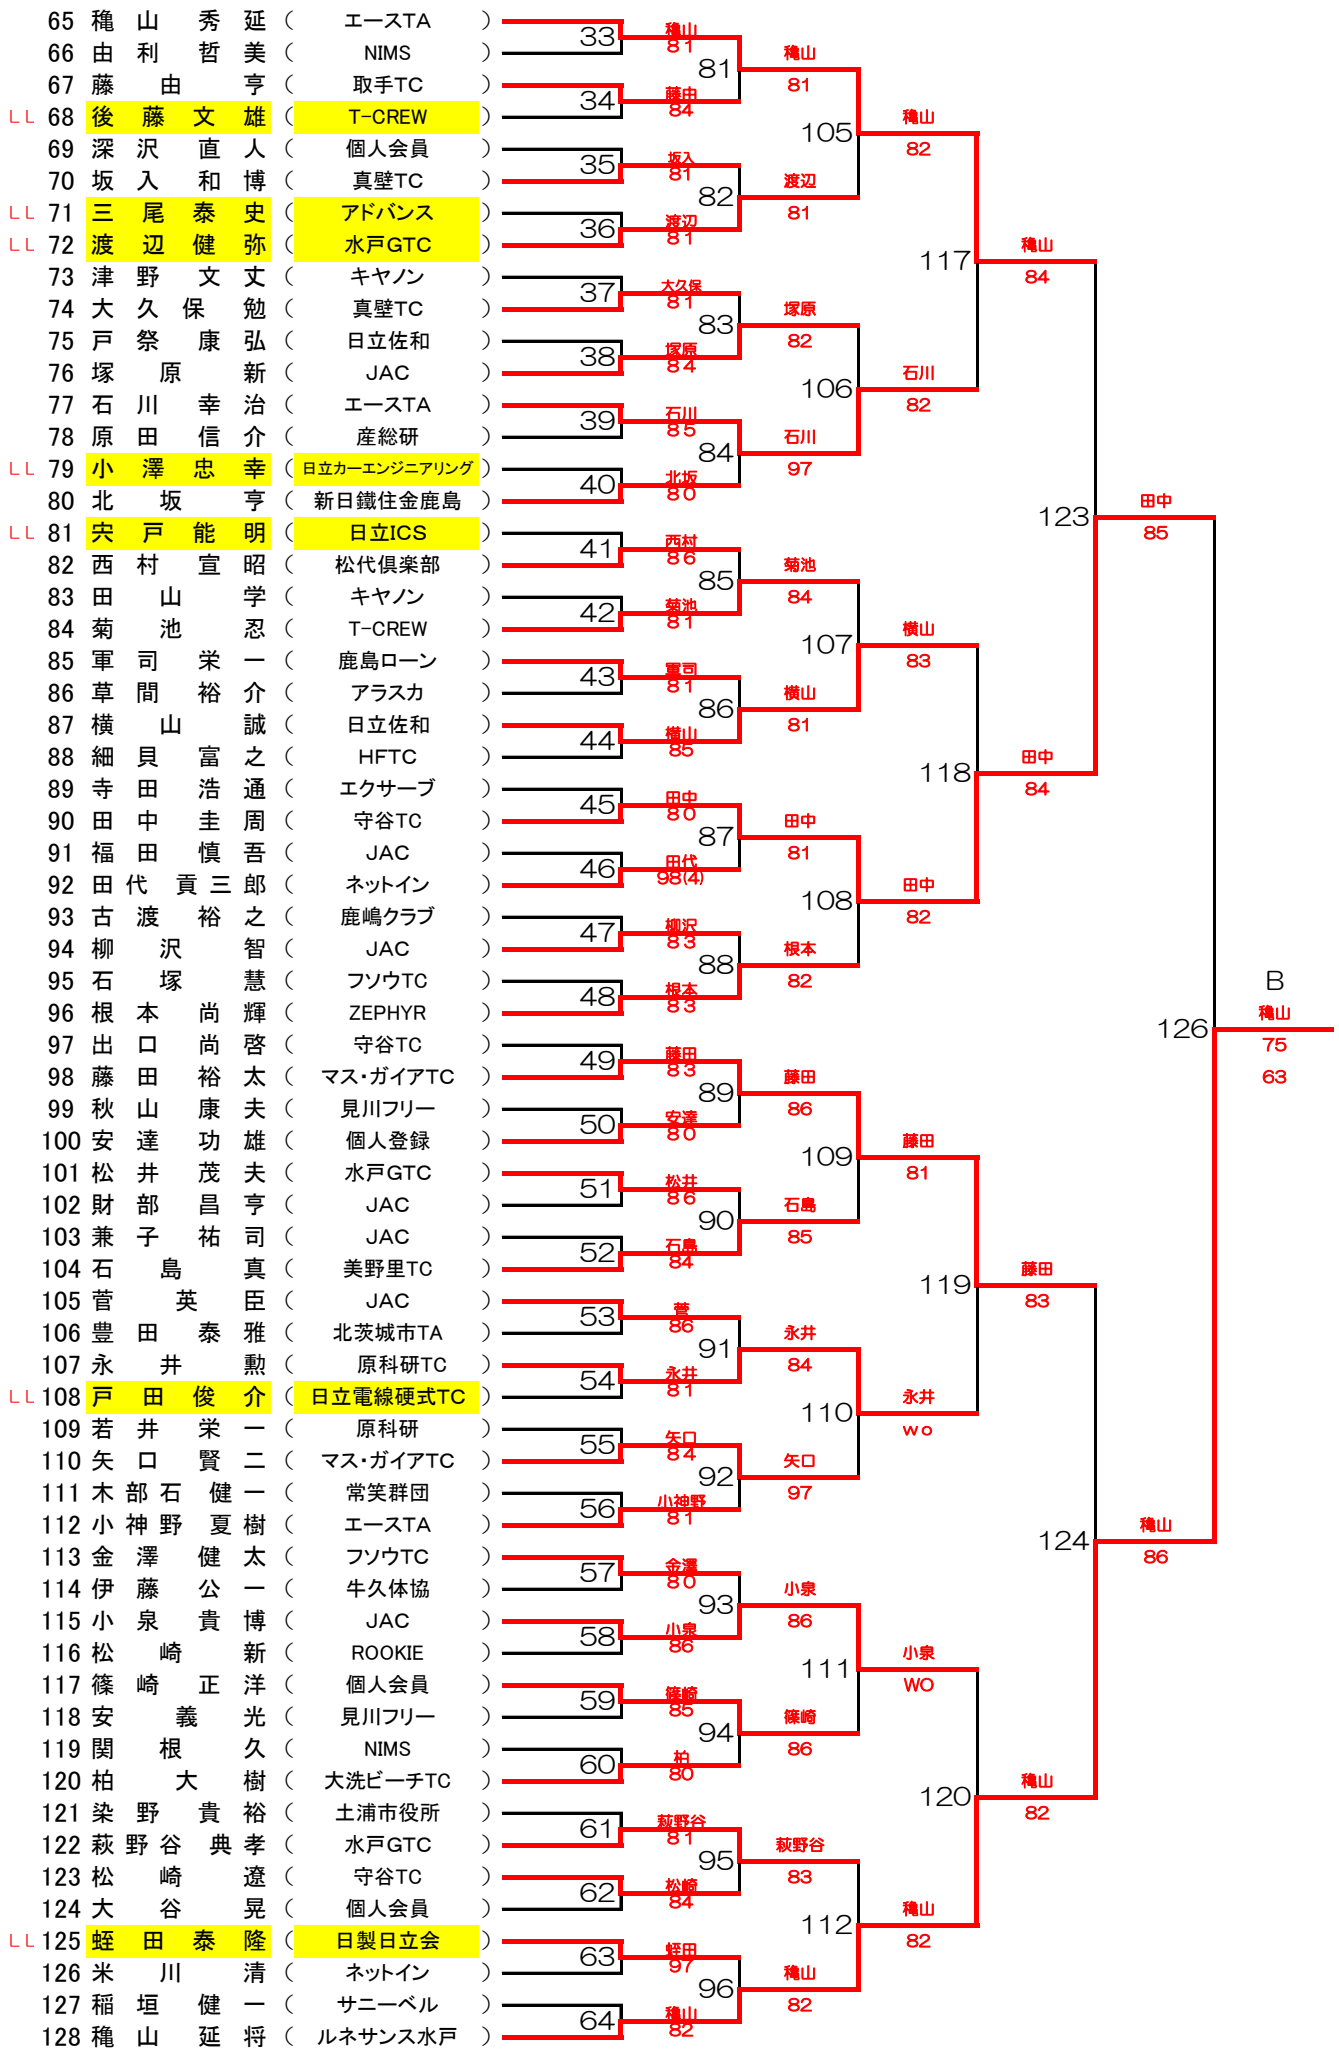 65 穐山 秀延 ( エースTA )
66 由利 哲美 ( NIMS )
67 藤由 亨 ( 取手TC )
LL 68 後藤 文雄 ( T-CREW )
69 深沢 直人 ( 個人会員 )
70 坂入 和博 ( 真壁TC )
LL 71 三尾 泰史 ( アドバンス )
LL 72 渡辺 健弥 ( 水戸GTC )
73 津野 文丈 ( キヤノン )
74 大久保 勉 ( 真壁TC )
75 戸祭 康弘 ( 日立佐和 )
76 塚原 新 ( JAC )
77 石川 幸治 ( エースTA )
78 原田 信介 ( 産総研 )
LL 79 小澤 忠幸 ( 日立カーエンジニアリング )
80 北坂 亨 ( 新日鐵住金鹿島 )
LL 81 宍戸 能明 ( 日立ICS )
82 西村 宣昭 ( 松代倶楽部 )
83 田山 学 ( キヤノン )
84 菊池 忍 ( T-CREW )
85 軍司 栄一 ( 鹿島ローン )
86 草間 裕介 ( アラスカ )
87 横山 誠 ( 日立佐和 )
88 細貝 富之 ( HFTC )
89 寺田 浩通 ( エクサーブ )
90 田中 圭周 ( 守谷TC )
91 福田 慎吾 ( JAC )
92 田代 貢三郎 ( ネットイン )
93 古渡 裕之 ( 鹿嶋クラブ )
94 柳沢 智 ( JAC )
95 石塚 慧 ( フソウTC )
96 根本 尚輝 ( ZEPHYR )
97 出口 尚啓 ( 守谷TC )
98 藤田 裕太 ( マス・ガイアTC )
99 秋山 康夫 ( 見川フリー )
100 安達 功雄 ( 個人登録 )
101 松井 茂夫 ( 水戸GTC )
102 財部 昌亨 ( JAC )
103 兼子 祐司 ( JAC )
104 石島 真 ( 美野里TC )
105 菅 英臣 ( JAC )
106 豊田 泰雅 ( 北茨城市TA )
107 永井 勲 ( 原科研TC )
LL 108 戸田 俊介 ( 日立電線硬式TC )
109 若井 栄一 ( 原科研 )
110 矢口 賢二 ( マス・ガイアTC )
111 木部石 健一 ( 常笑群団 )
112 小神野 夏樹 ( エースTA )
113 金澤 健太 ( フソウTC )
114 伊藤 公一 ( 牛久体協 )
115 小泉 貴博 ( JAC )
116 松崎 新 ( ROOKIE )
117 篠崎 正洋 ( 個人会員 )
118 安 義光 ( 見川フリー )
119 関根 久 ( NIMS )
120 柏 大樹 ( 大洗ビーチTC )
121 染野 貴裕 ( 土浦市役所 )
122 萩野谷 典孝 ( 水戸GTC )
123 松崎 遼 ( 守谷TC )
124 大谷 晃 ( 個人会員 )
LL 125 蛭田 泰隆 ( 日製日立会 )
126 米川 清 ( ネットイン )
127 稲垣 健一 ( サニーベル )
128 穐山 延将 ( ルネサンス水戸 )
33 穐山 81
34 藤由 84
35 坂入 81
36 渡辺 81
37 大久保 81
38 塚原 84
39 石川 85
40 北坂 80
41 西村 86
42 菊池 81
43 軍司 81
44 横山 85
45 田中 80
46 田代 98(4)
47 柳沢 83
48 根本 83
49 藤田 83
50 安達 80
51 松井 86
52 石島 84
53 菅 86
54 永井 81
55 矢口 84
56 小神野 81
57 金澤 80
58 小泉 86
59 篠崎 85
60 柏 80
61 萩野谷 81
62 松崎 84
63 蛭田 97
64 穐山 82
81 穐山 81
82 渡辺 81
83 塚原 82
84 石川 97
85 菊池 84
86 横山 81
87 田中 81
88 根本 82
89 藤田 86
90 石島 85
91 永井 84
92 矢口 97
93 小泉 86
94 篠崎 86
95 萩野谷 83
96 穐山 82
105 穐山 82
106 石川 82
107 横山 83
108 田中 82
109 藤田 81
110 永井 wo
111 小泉 WO
112 穐山 82
117 穐山 84
118 田中 84
119 藤田 83
120 穐山 82
123 田中 85
124 穐山 86
B
126 穐山
75
63